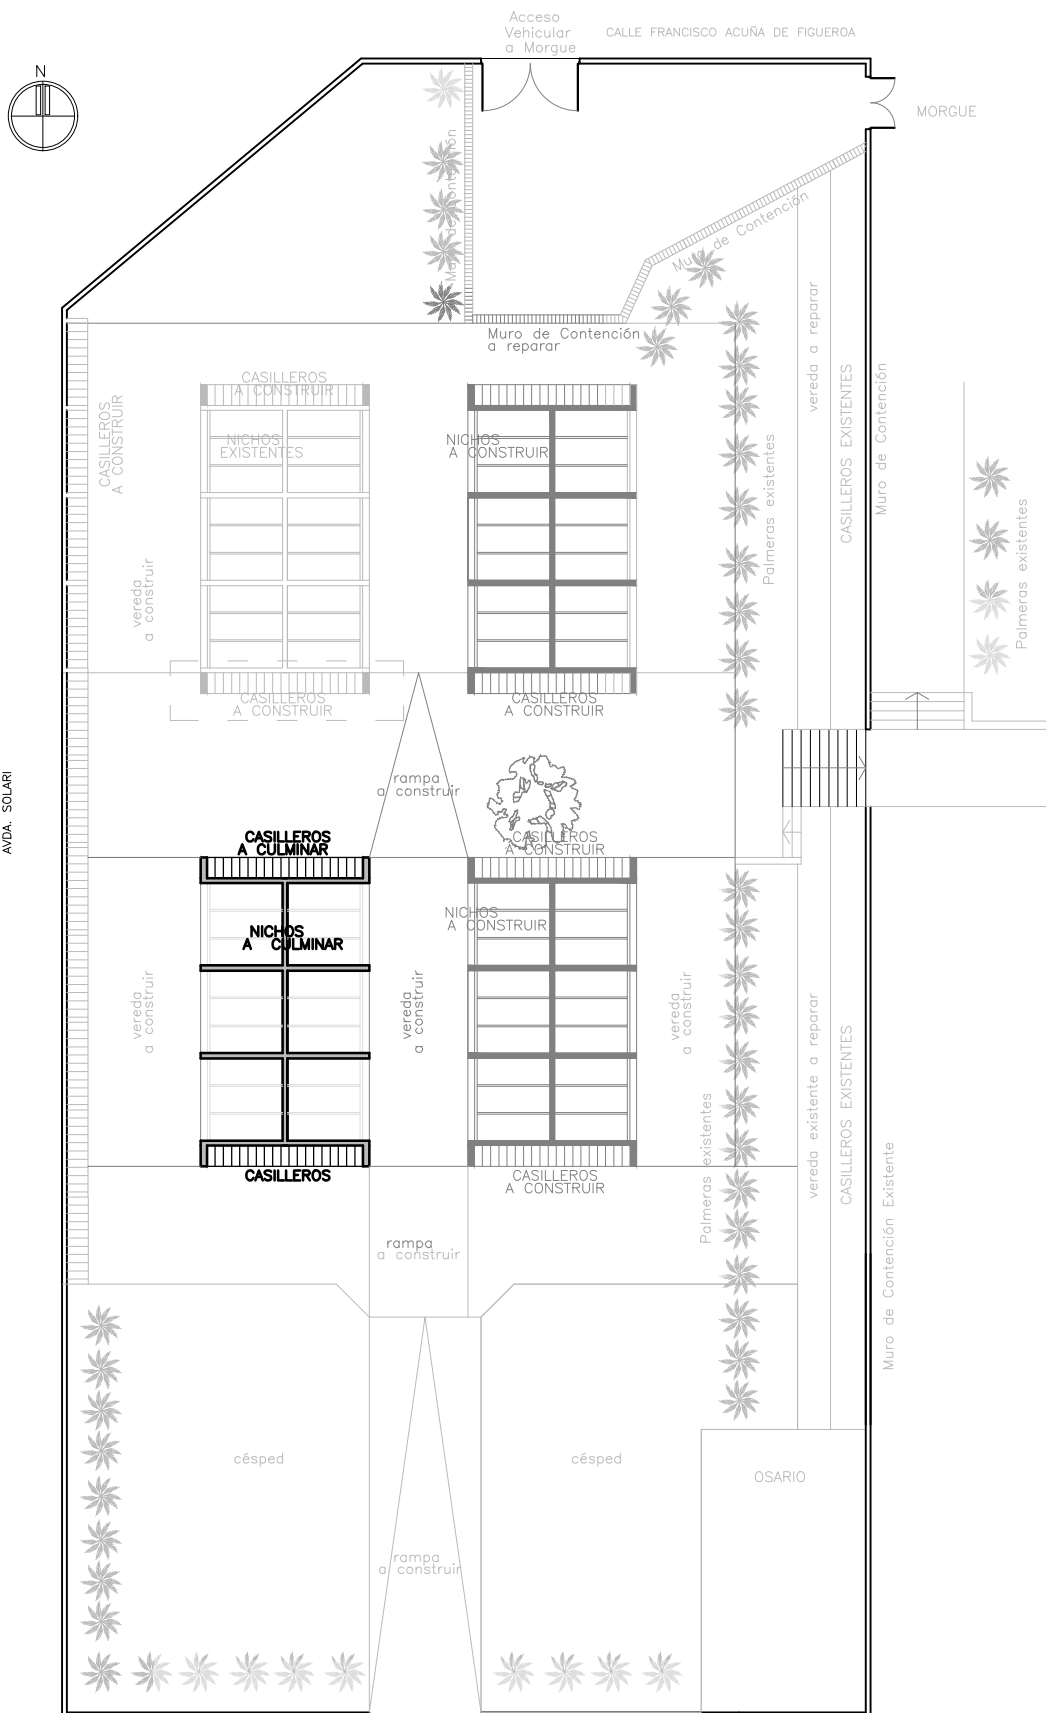 Acceso
Vehicular
a Morgue
CALLE FRANCISCO ACUÑA DE FIGUEROA
N
MORGUE
Muro de Contención
Muro de Contención
Muro de Contención
a reparar
vereda a reparar
CASILLEROS EXISTENTES
Muro de Contención
CASILLEROS
A CONSTRUIR
CASILLEROS
A CONSTRUIR
NICHOS
EXISTENTES
NICHOS
A CONSTRUIR
Palmeras existentes
Palmeras existentes
vereda
a construir
CASILLEROS
A CONSTRUIR
CASILLEROS
A CONSTRUIR
rampa
a construir
AVDA. SOLARI
CASILLEROS
A CULMINAR
CASILLEROS
A CONSTRUIR
NICHOS
A CULMINAR
NICHOS
A CONSTRUIR
vereda
a construir
vereda
a construir
vereda
a construir
vereda existente a reparar
CASILLEROS EXISTENTES
Palmeras existentes
Muro de Contención Existente
CASILLEROS
CASILLEROS
A CONSTRUIR
rampa
a construir
césped
césped
OSARIO
rampa
a construir